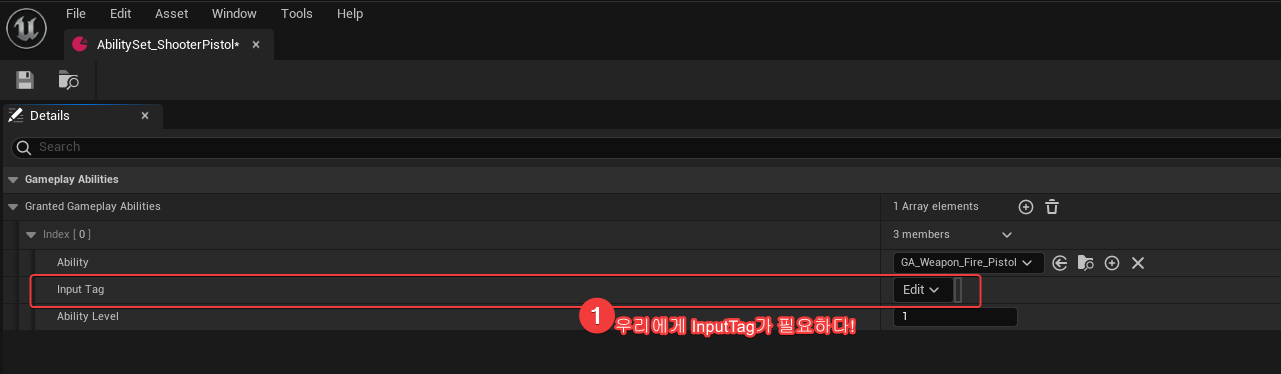 File Edit Asset Window Tools Help
AbilitySet_ShooterPistol*
Details
Search
Gameplay Abilities
Granted Gameplay Abilities 1 Array elements
Index [ 0 ] 3 members
Ability GA_Weapon_Fire_Pistol
Input Tag Edit
Ability Level 1
1 우리에게 InputTag가 필요하다!